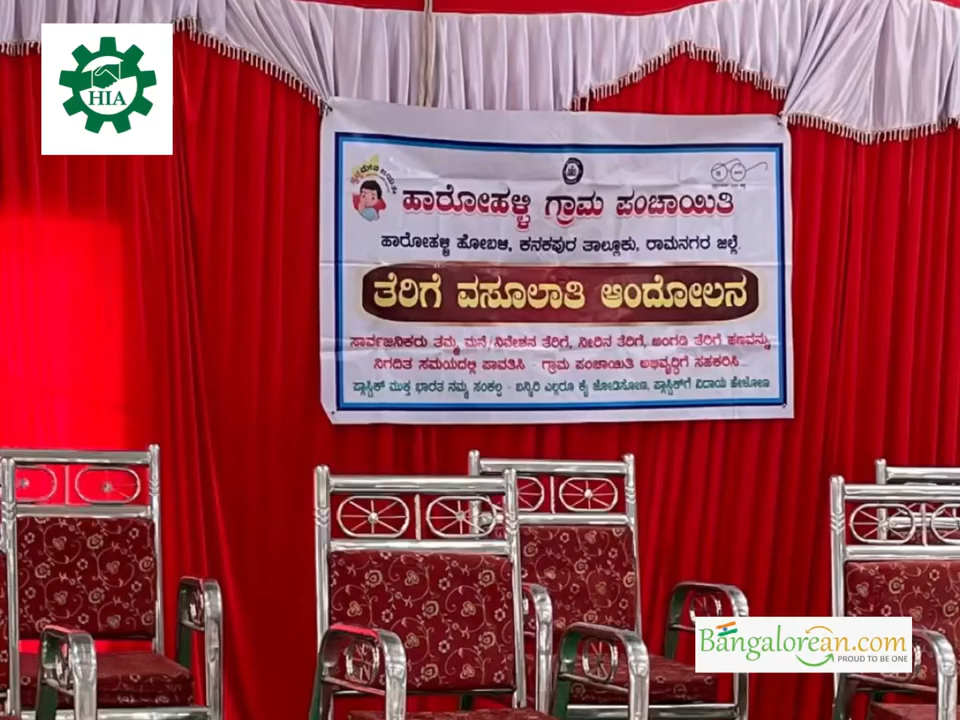 HIA
ಹಾರೋಹಳ್ಳಿ ಗ್ರಾಮ ಪಂಚಾಯಿತಿ
ಹಾರೋಹಳ್ಳಿ ಹೋಬಳಿ, ಕನಕಪುರ ತಾಲ್ಲೂಕು, ರಾಮನಗರ ಜಿಲ್ಲೆ.
ತೆರಿಗೆ ವಸೂಲಾತಿ ಆಂದೋಲನ
ಸಾರ್ವಜನಿಕರು ತಮ್ಮ ಮನೆ/ನಿವೇಶನ ತೆರಿಗೆ, ನೀರಿನ ತೆರಿಗೆ, ಅಂಗಡಿ ತೆರಿಗೆ ಹಣವನ್ನು
ನಿಗದಿತ ಸಮಯದಲ್ಲಿ ಪಾವತಿಸಿ - ಗ್ರಾಮ ಪಂಚಾಯಿತಿ ಅಭಿವೃದ್ಧಿಗೆ ಸಹಕರಿಸಿ...
ಪ್ಲಾಸ್ಟಿಕ್ ಮುಕ್ತ ಭಾರತ ನಮ್ಮ ಸಂಕಲ್ಪ - ಬನ್ನಿರಿ ಎಲ್ಲರೂ ಕೈ ಜೋಡಿಸೋಣ, ಪ್ಲಾಸ್ಟಿಕ್‌ಗೆ ವಿದಾಯ ಹೇಳೋಣ
Bangalorean.com
PROUD TO BE ONE